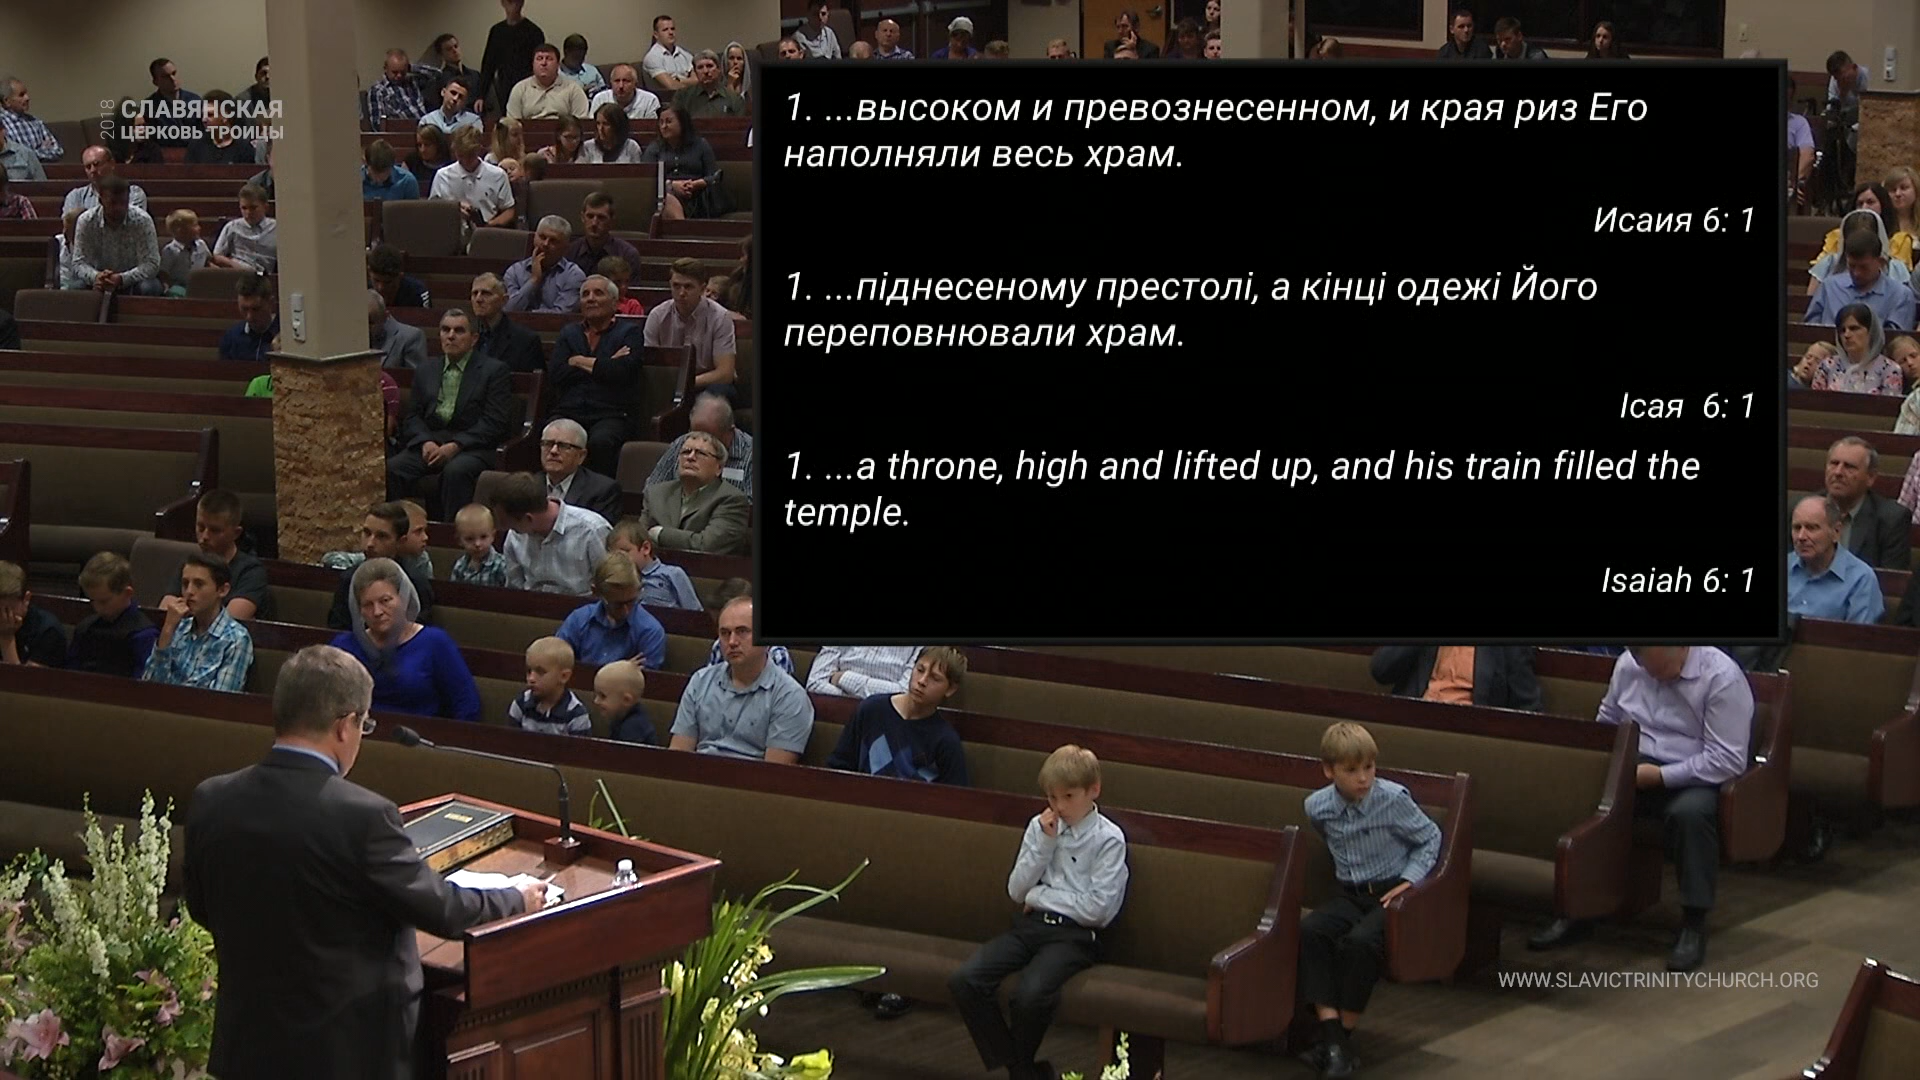 2018
СЛАВЯНСКАЯ
ЦЕРКОВЬ ТРОИЦЫ
1. ...высоком и превознесенном, и края риз Его
наполняли весь храм.
Исаия 6: 1
1. ...піднесеному престолі, а кінці одежі Його
переповнювали храм.
Ісая 6: 1
1. ...a throne, high and lifted up, and his train filled the
temple.
Isaiah 6: 1
WWW.SLAVICTRINITYCHURCH.ORG